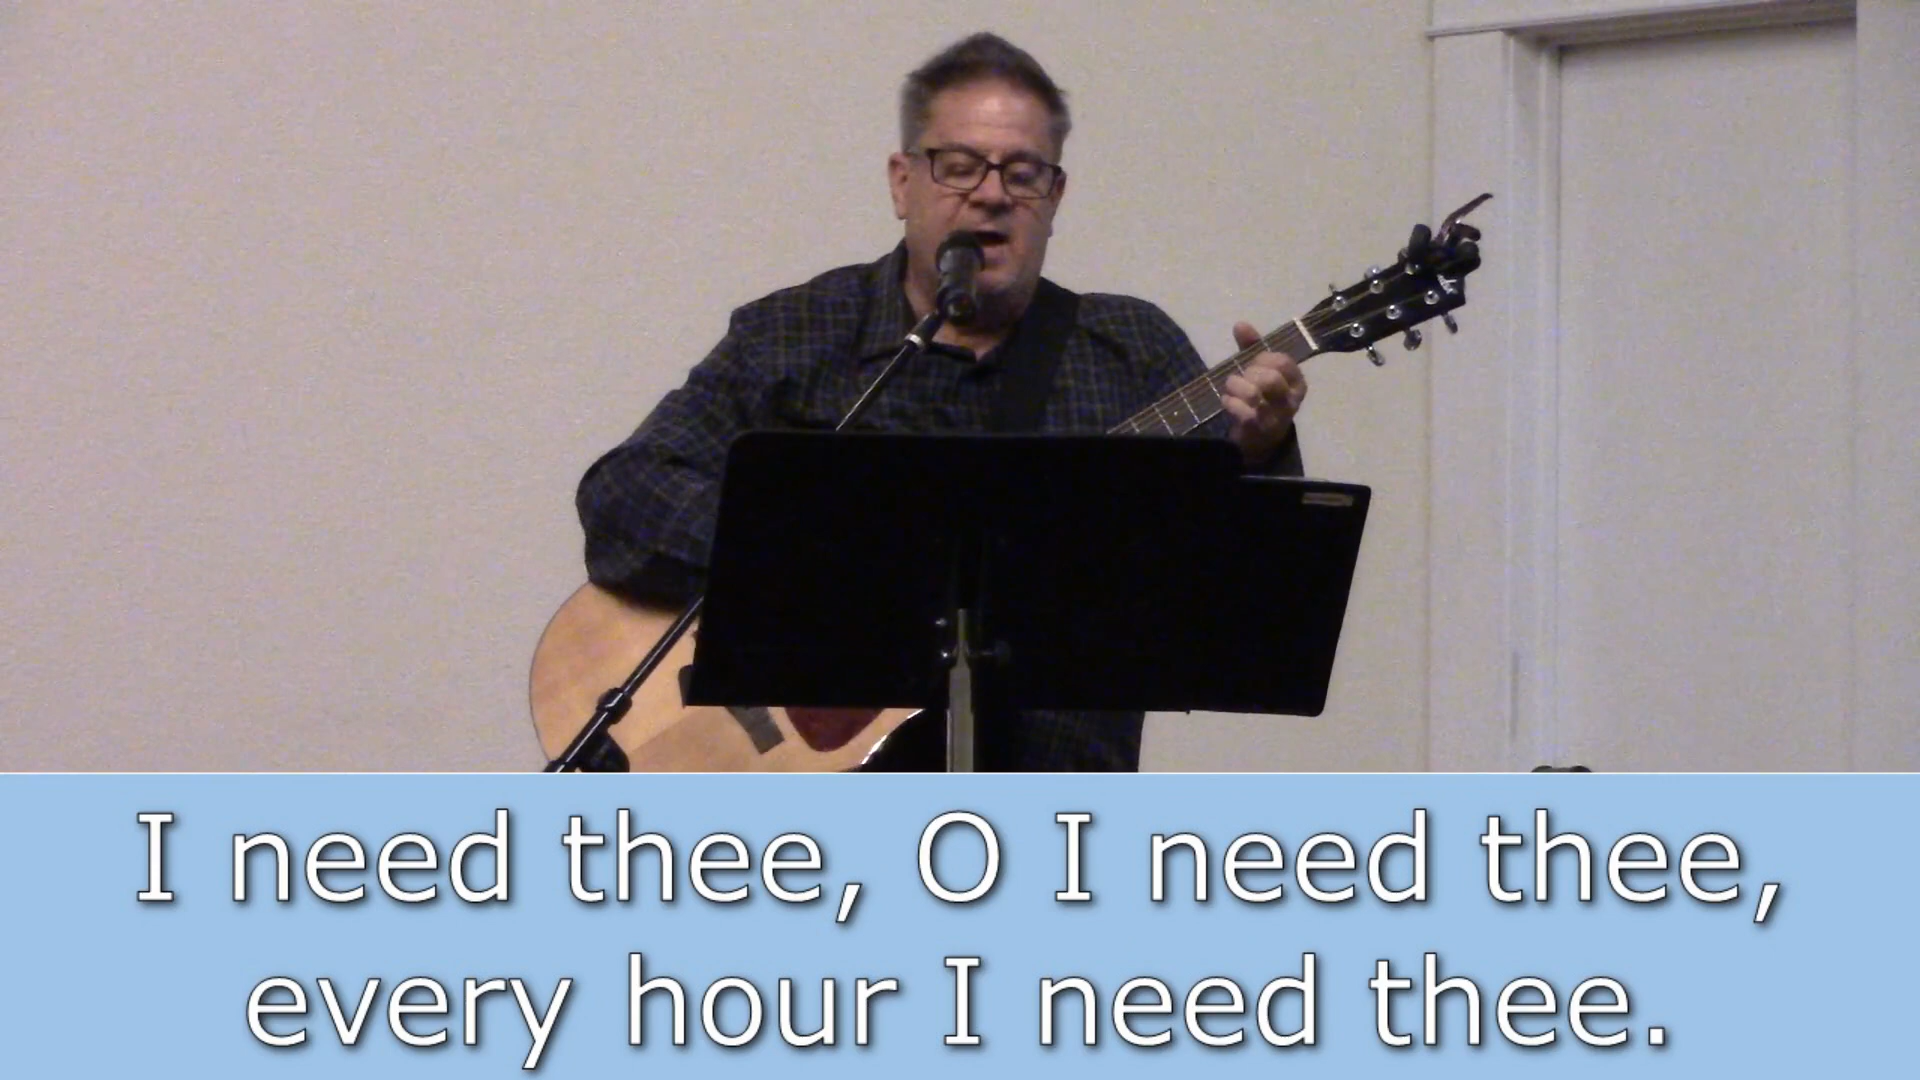 I need thee, O I need thee,
every hour I need thee.